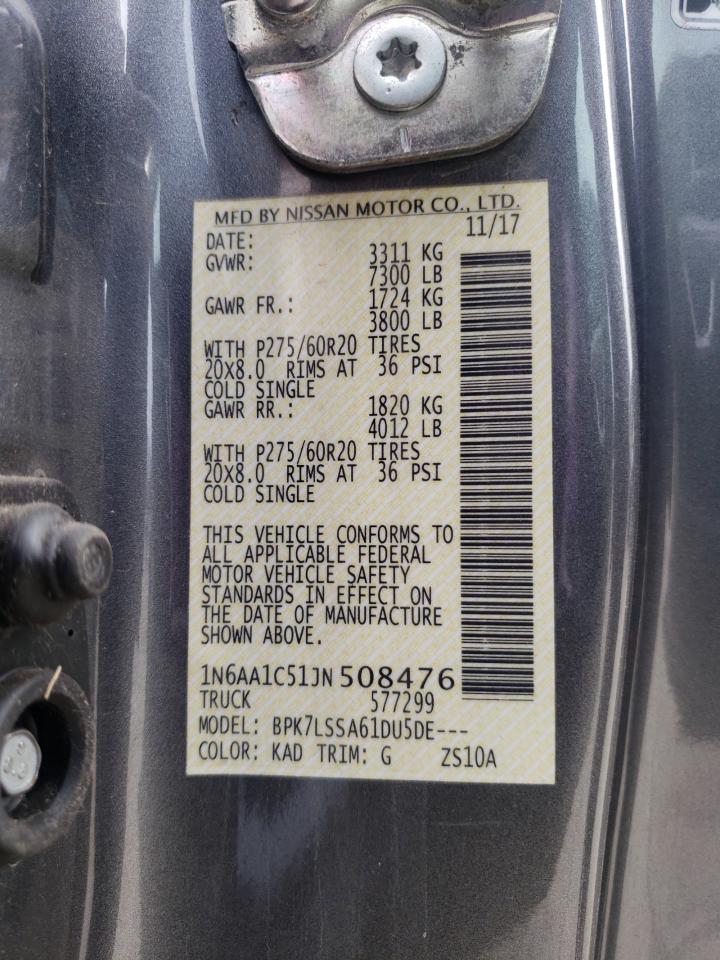 MFD BY NISSAN MOTOR CO., LTD.
DATE: 11/17
GVWR: 3311 KG
7300 LB
GAWR FR.: 1724 KG
3800 LB
WITH P275/60R20 TIRES
20X8.0 RIMS AT 36 PSI
COLD SINGLE
GAWR RR.: 1820 KG
4012 LB
WITH P275/60R20 TIRES
20X8.0 RIMS AT 36 PSI
COLD SINGLE
THIS VEHICLE CONFORMS TO
ALL APPLICABLE FEDERAL
MOTOR VEHICLE SAFETY
STANDARDS IN EFFECT ON
THE DATE OF MANUFACTURE
SHOWN ABOVE.
1N6AA1C51JN508476
TRUCK 577299
MODEL: BPK7LSSA61DU5DE---
COLOR: KAD TRIM: G ZS10A